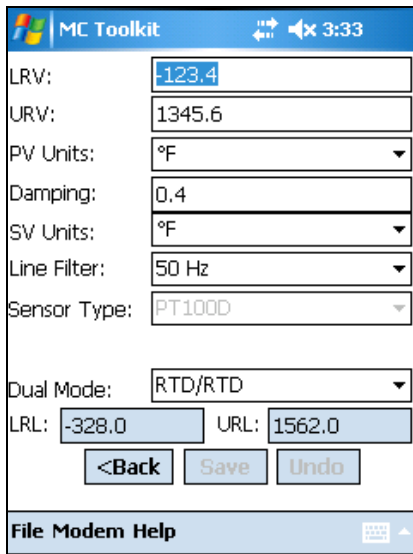 MC Toolkit 3:33
LRV: -123.4
URV: 1345.6
PV Units: °F
Damping: 0.4
SV Units: °F
Line Filter: 50 Hz
Sensor Type: PT100D
Dual Mode: RTD/RTD
LRL: -328.0 URL: 1562.0
<Back Save Undo
File Modem Help